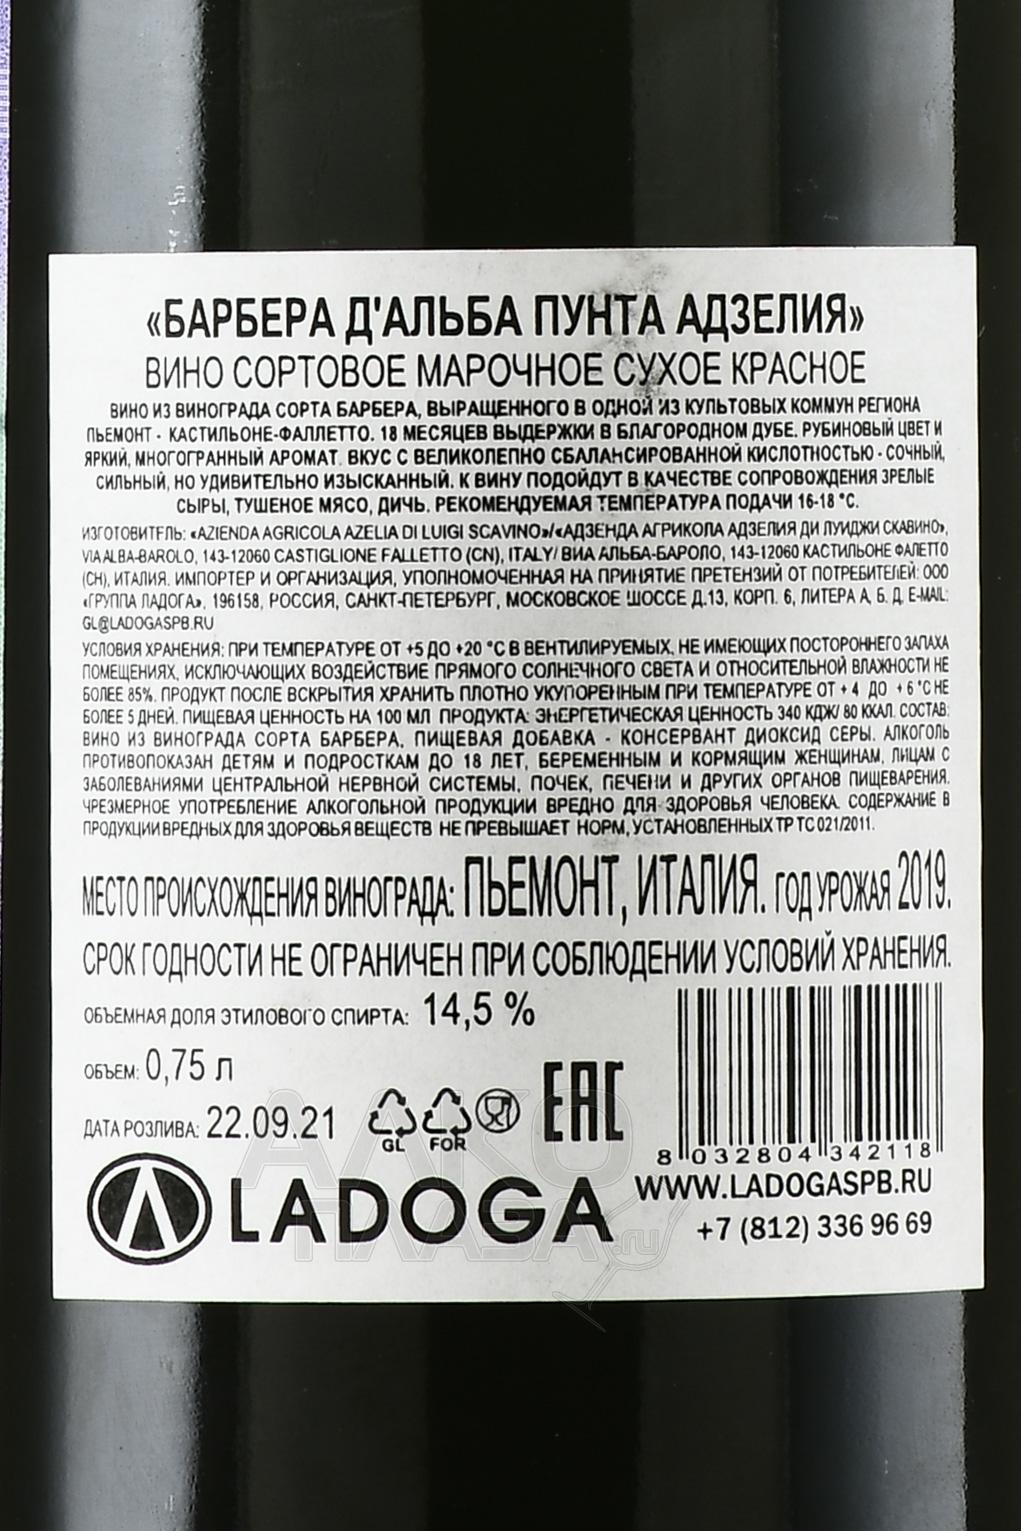 «БАРБЕРА Д'АЛЬБА ПУНТА АДЗЕЛИЯ»
ВИНО СОРТОВОЕ МАРОЧНОЕ СУХОЕ КРАСНОЕ
ВИНО ИЗ ВИНОГРАДА СОРТА БАРБЕРА, ВЫРАЩЕННОГО В ОДНОЙ ИЗ КУЛЬТОВЫХ КОММУН РЕГИОНА
ПЬЕМОНТ - КАСТИЛЬОНЕ-ФАЛЛЕТТО. 18 МЕСЯЦЕВ ВЫДЕРЖКИ В БЛАГОРОДНОМ ДУБЕ. РУБИНОВЫЙ ЦВЕТ И
ЯРКИЙ, МНОГОГРАННЫЙ АРОМАТ. ВКУС С ВЕЛИКОЛЕПНО СБАЛАНСИРОВАННОЙ КИСЛОТНОСТЬЮ - СОЧНЫЙ,
СИЛЬНЫЙ, НО УДИВИТЕЛЬНО ИЗЫСКАННЫЙ. К ВИНУ ПОДОЙДУТ В КАЧЕСТВЕ СОПРОВОЖДЕНИЯ ЗРЕЛЫЕ
СЫРЫ, ТУШЕНОЕ МЯСО, ДИЧЬ. РЕКОМЕНДУЕМАЯ ТЕМПЕРАТУРА ПОДАЧИ 16-18 °С.
ИЗГОТОВИТЕЛЬ: «AZIENDA AGRICOLA AZELIA DI LUIGI SCAVINO»/«АДЗЕНДА АГРИКОЛА АДЗЕЛИЯ ДИ ЛУИДЖИ СКАВИНО»,
VIA ALBA-BAROLO, 143-12060 CASTIGLIONE FALLETTO (CN), ITALY/ ВИА АЛЬБА-БАРОЛО, 143-12060 КАСТИЛЬОНЕ ФАЛЕТТО
(CH), ИТАЛИЯ. ИМПОРТЕР И ОРГАНИЗАЦИЯ, УПОЛНОМОЧЕННАЯ НА ПРИНЯТИЕ ПРЕТЕНЗИЙ ОТ ПОТРЕБИТЕЛЕЙ: ООО
«ГРУППА ЛАДОГА», 196158, РОССИЯ, САНКТ-ПЕТЕРБУРГ, МОСКОВСКОЕ ШОССЕ Д.13, КОРП. 6, ЛИТЕРА А, Б, Д, E-MAIL:
GL@LADOGASPB.RU
УСЛОВИЯ ХРАНЕНИЯ: ПРИ ТЕМПЕРАТУРЕ ОТ +5 ДО +20 °С В ВЕНТИЛИРУЕМЫХ, НЕ ИМЕЮЩИХ ПОСТОРОННЕГО ЗАПАХА
ПОМЕЩЕНИЯХ, ИСКЛЮЧАЮЩИХ ВОЗДЕЙСТВИЕ ПРЯМОГО СОЛНЕЧНОГО СВЕТА И ОТНОСИТЕЛЬНОЙ ВЛАЖНОСТИ НЕ
БОЛЕЕ 85%. ПРОДУКТ ПОСЛЕ ВСКРЫТИЯ ХРАНИТЬ ПЛОТНО УКУПОРЕННЫМ ПРИ ТЕМПЕРАТУРЕ ОТ + 4 ДО + 6 °С НЕ
БОЛЕЕ 5 ДНЕЙ. ПИЩЕВАЯ ЦЕННОСТЬ НА 100 МЛ ПРОДУКТА: ЭНЕРГЕТИЧЕСКАЯ ЦЕННОСТЬ 340 КДЖ/ 80 ККАЛ. СОСТАВ:
ВИНО ИЗ ВИНОГРАДА СОРТА БАРБЕРА, ПИЩЕВАЯ ДОБАВКА - КОНСЕРВАНТ ДИОКСИД СЕРЫ. АЛКОГОЛЬ
ПРОТИВОПОКАЗАН ДЕТЯМ И ПОДРОСТКАМ ДО 18 ЛЕТ, БЕРЕМЕННЫМ И КОРМЯЩИМ ЖЕНЩИНАМ, ЛИЦАМ С
ЗАБОЛЕВАНИЯМИ ЦЕНТРАЛЬНОЙ НЕРВНОЙ СИСТЕМЫ, ПОЧЕК, ПЕЧЕНИ И ДРУГИХ ОРГАНОВ ПИЩЕВАРЕНИЯ.
ЧРЕЗМЕРНОЕ УПОТРЕБЛЕНИЕ АЛКОГОЛЬНОЙ ПРОДУКЦИИ ВРЕДНО ДЛЯ ЗДОРОВЬЯ ЧЕЛОВЕКА. СОДЕРЖАНИЕ В
ПРОДУКЦИИ ВРЕДНЫХ ДЛЯ ЗДОРОВЬЯ ВЕЩЕСТВ НЕ ПРЕВЫШАЕТ НОРМ, УСТАНОВЛЕННЫХ ТР ТС 021/2011.
МЕСТО ПРОИСХОЖДЕНИЯ ВИНОГРАДА: ПЬЕМОНТ, ИТАЛИЯ. ГОД УРОЖАЯ 2019.
СРОК ГОДНОСТИ НЕ ОГРАНИЧЕН ПРИ СОБЛЮДЕНИИ УСЛОВИЙ ХРАНЕНИЯ.
ОБЪЕМНАЯ ДОЛЯ ЭТИЛОВОГО СПИРТА: 14,5 %
ОБЪЕМ: 0,75 Л
ДАТА РОЗЛИВА: 22.09.21
GL FOR
EAC
8 032804 342118
LADOGA
WWW.LADOGASPB.RU
+7 (812) 336 96 69
АЛКО
ПЛАЗА.ru